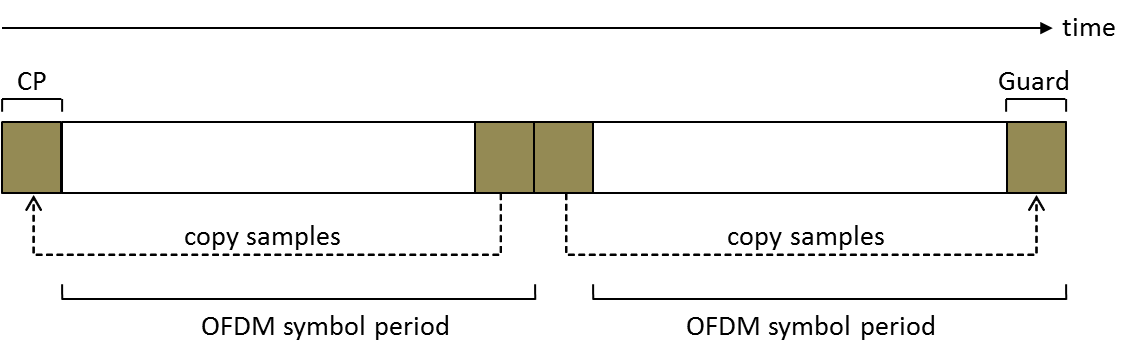 time
CP
Guard
copy samples
copy samples
OFDM symbol period
OFDM symbol period